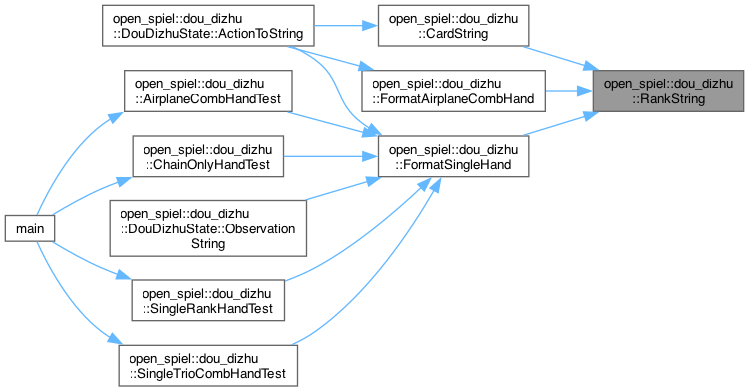 open_spiel::dou_dizhu
::DouDizhuState::ActionToString
open_spiel::dou_dizhu
::CardString
open_spiel::dou_dizhu
::AirplaneCombHandTest
open_spiel::dou_dizhu
::FormatAirplaneCombHand
open_spiel::dou_dizhu
::RankString
open_spiel::dou_dizhu
::ChainOnlyHandTest
open_spiel::dou_dizhu
::FormatSingleHand
main
open_spiel::dou_dizhu
::DouDizhuState::Observation
String
open_spiel::dou_dizhu
::SingleRankHandTest
open_spiel::dou_dizhu
::SingleTrioCombHandTest